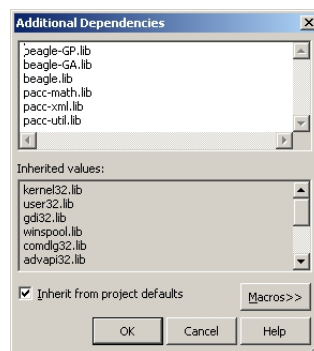 Additional Dependencies
beagle-GP.lib
beagle-GA.lib
beagle.lib
pacc-math.lib
pacc-xml.lib
pacc-util.lib
Inherited values:
kernel32.lib
user32.lib
gdi32.lib
winspool.lib
comdlg32.lib
advapi32.lib
Inherit from project defaults
Macros>>
OK
Cancel
Help